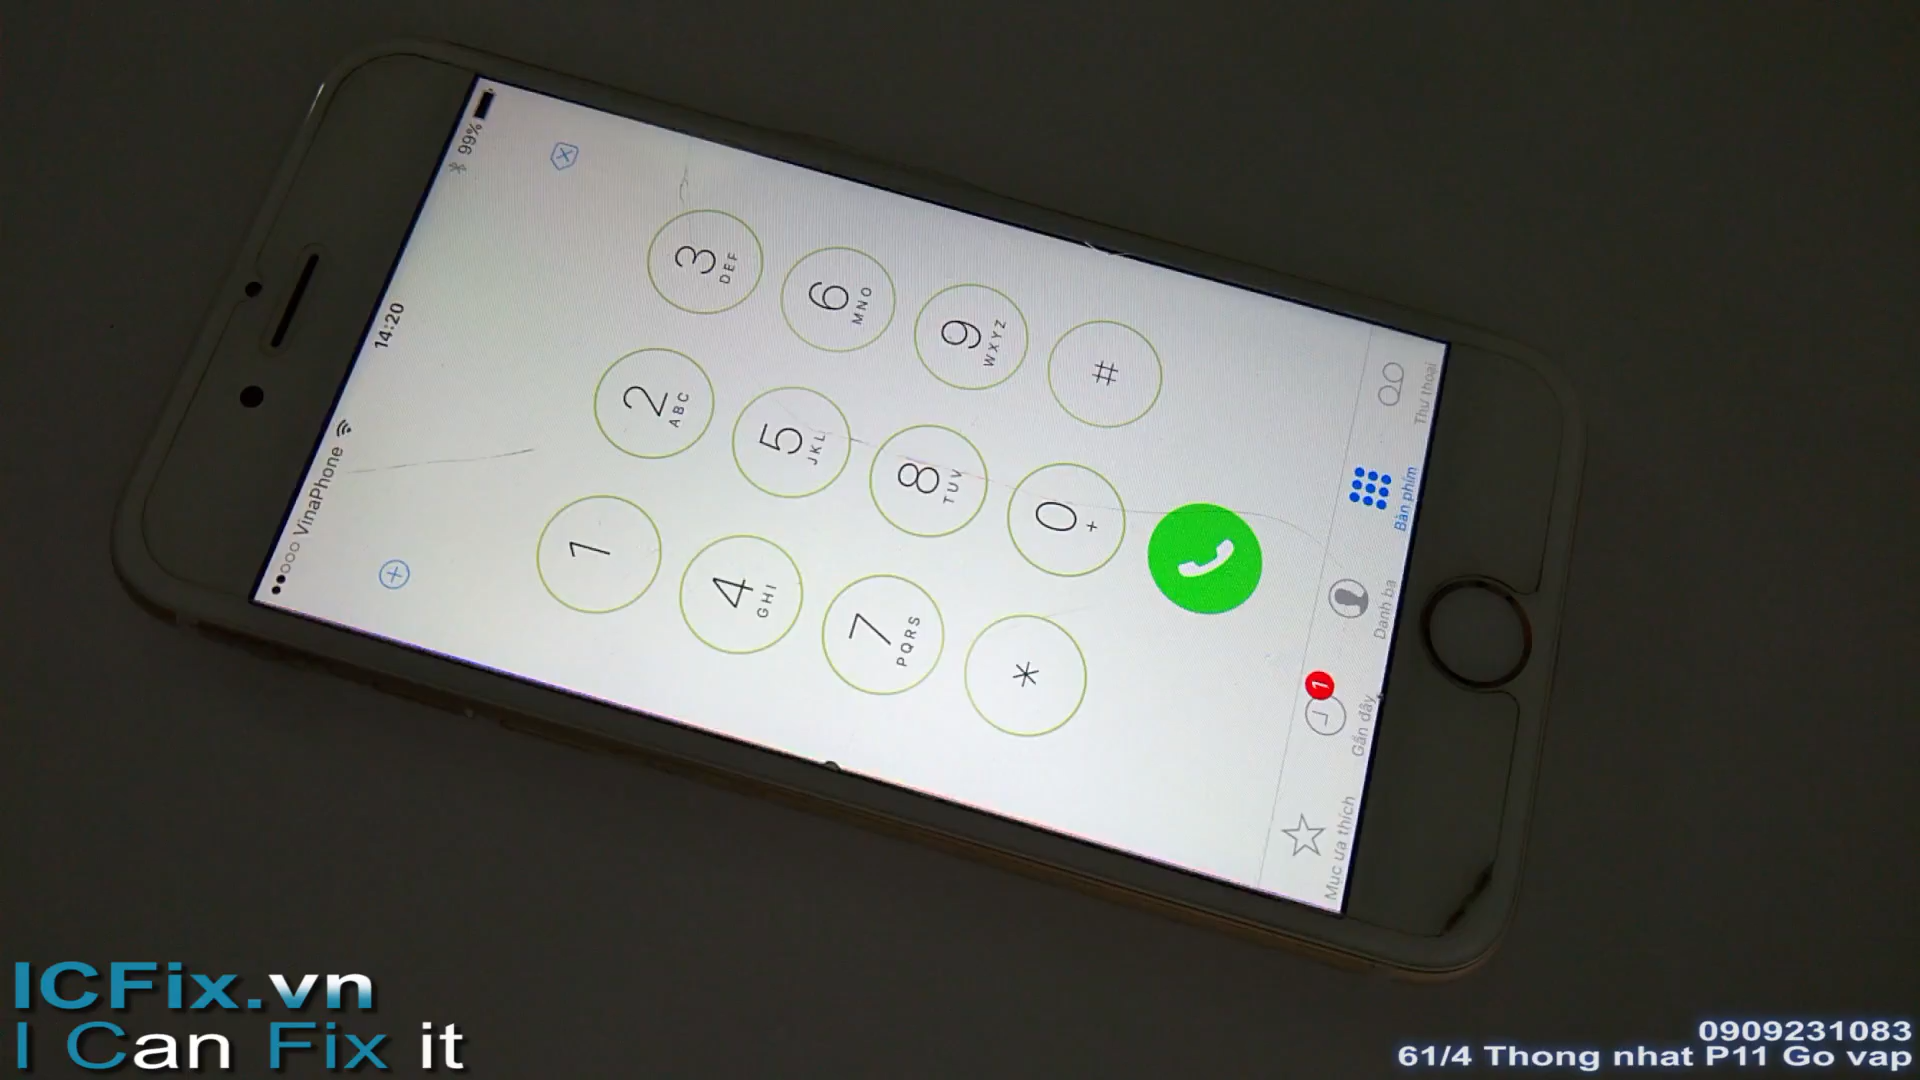 ●●○○○ VinaPhone 14:20 99%
1
2 ABC
3 DEF
4 GHI
5 JKL
6 MNO
7 PQRS
8 TUV
9 WXYZ
*
0 +
#
1
Mục ưa thích Gần đây Danh bạ Bàn phím Thư thoại
ICFix.vn
I Can Fix it
0909231083
61/4 Thong nhat P11 Go vap